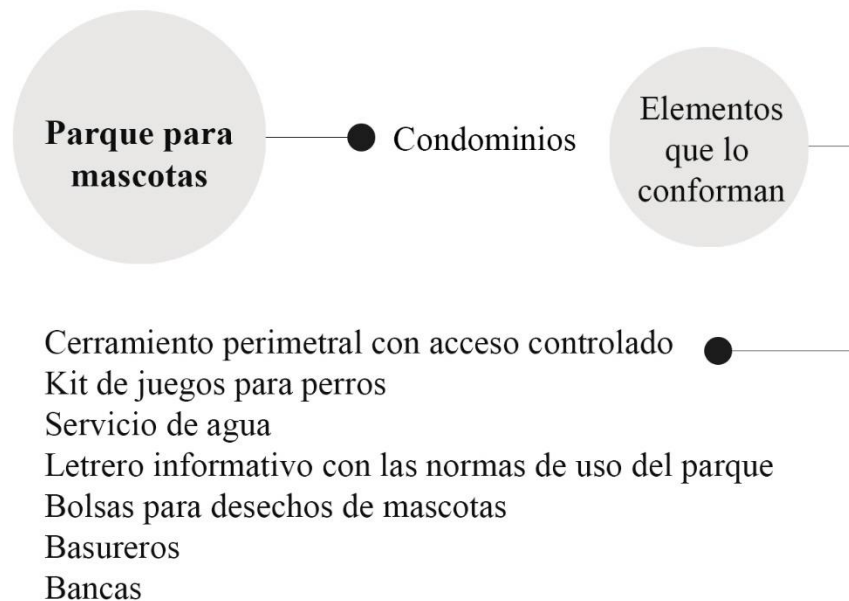 Parque para
mascotas
Condominios
Elementos
que lo
conforman
Cerramiento perimetral con acceso controlado
Kit de juegos para perros
Servicio de agua
Letrero informativo con las normas de uso del parque
Bolsas para desechos de mascotas
Basureros
Bancas